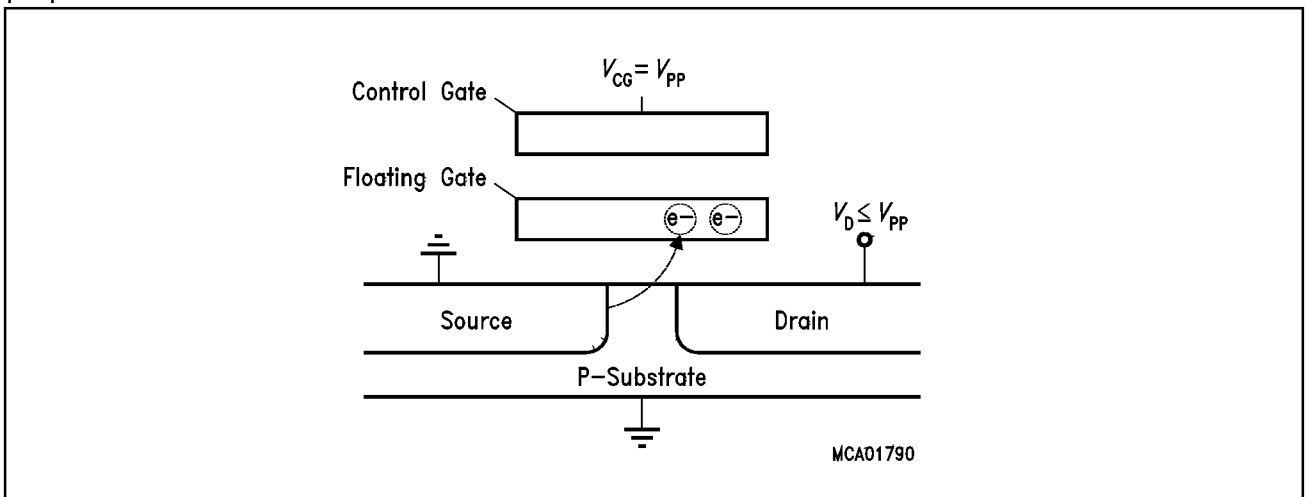 V_CG = V_PP
Control Gate
Floating Gate
e− e−
V_D ≤ V_PP
Source
Drain
P-Substrate
MCA01790